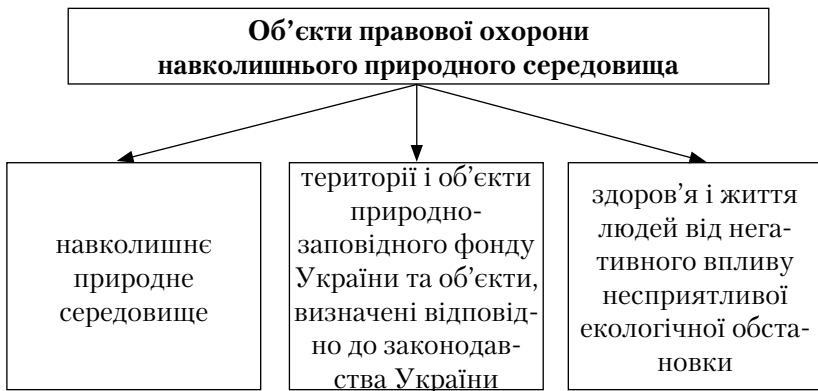 Об’єкти правової охорони
навколишнього природного середовища
навколишнє
природне
середовище
території і об’єкти
природно-
заповідного фонду
України та об’єкти,
визначені відповід-
но до законодав-
ства України
здоров’я і життя
людей від нега-
тивного впливу
несприятливої
екологічної обста-
новки